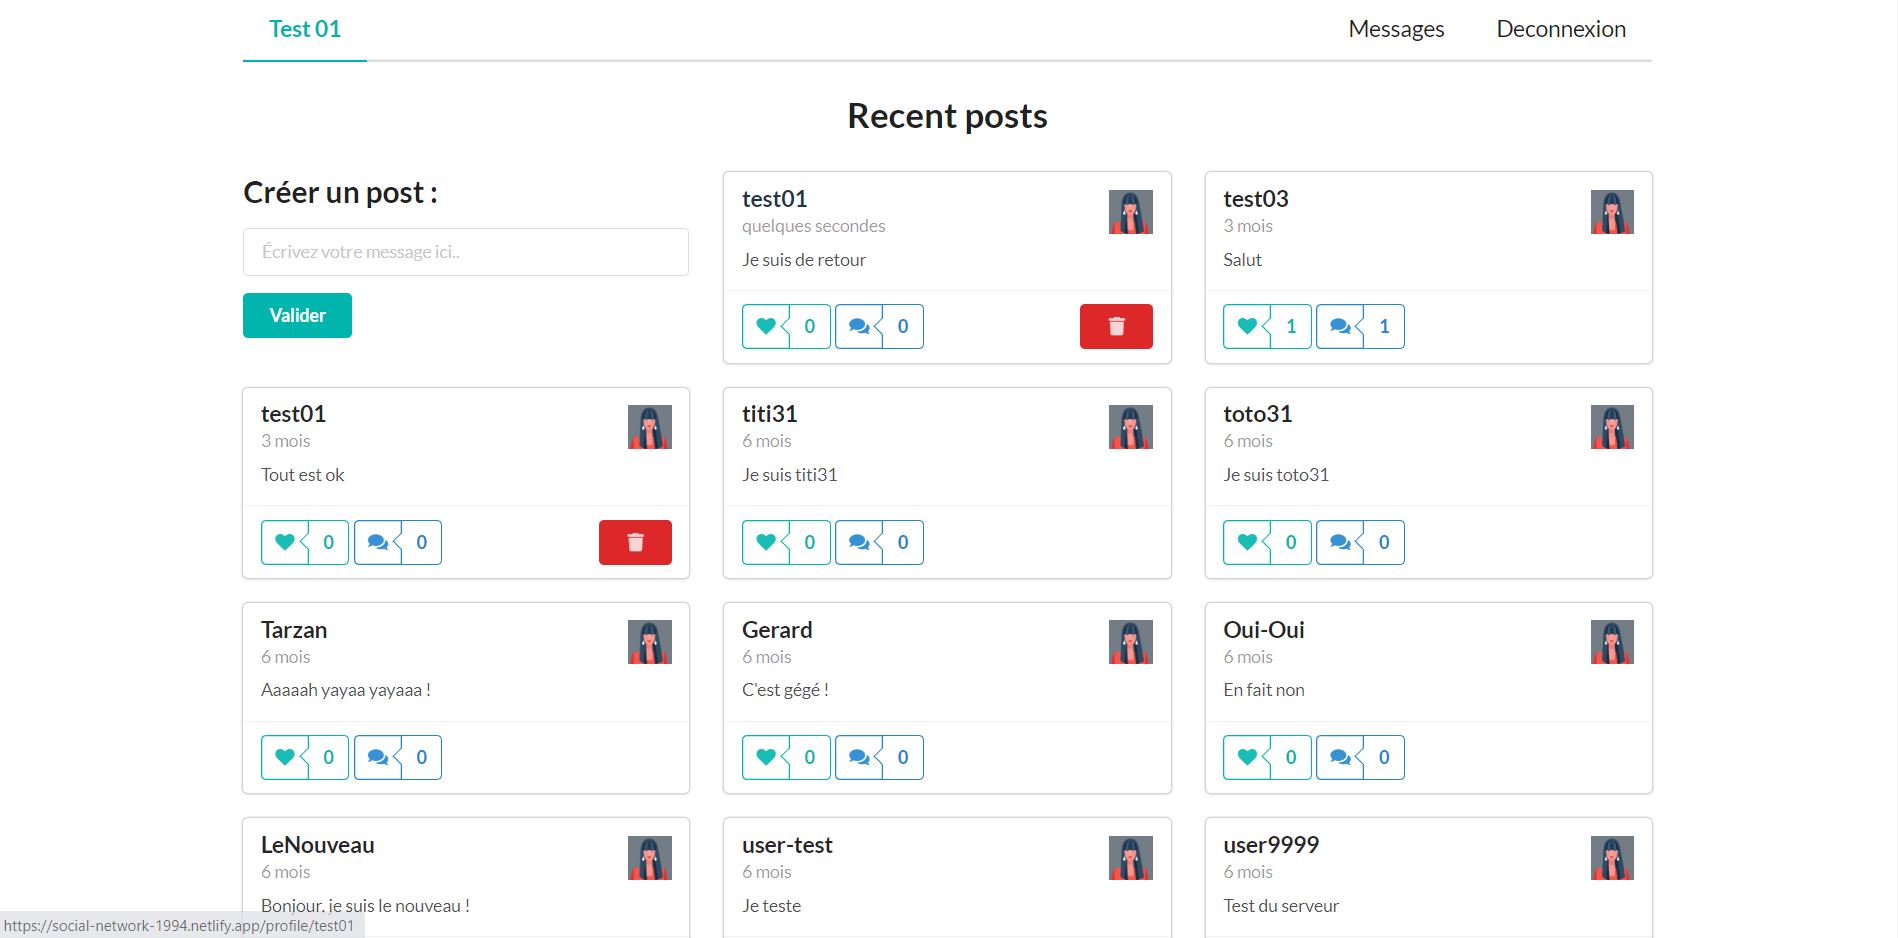 Test 01
Messages
Deconnexion
Recent posts
Créer un post :
Écrivez votre message ici..
Valider
test01
quelques secondes
Je suis de retour
0
0
test03
3 mois
Salut
1
1
test01
3 mois
Tout est ok
0
0
titi31
6 mois
Je suis titi31
0
0
toto31
6 mois
Je suis toto31
0
0
Tarzan
6 mois
Aaaaah yayaa yayaaa !
0
0
Gerard
6 mois
C'est gégé !
0
0
Oui-Oui
6 mois
En fait non
0
0
LeNouveau
6 mois
Bonjour, je suis le nouveau !
user-test
6 mois
Je teste
user9999
6 mois
Test du serveur
https://social-network-1994.netlify.app/profile/test01